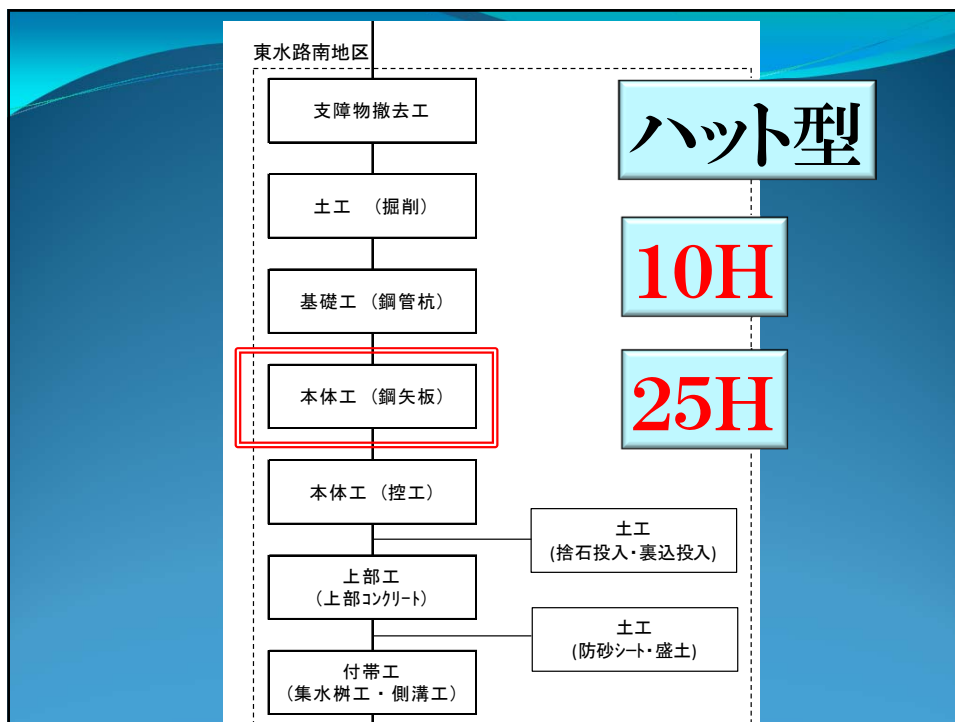 東水路南地区
支障物撤去工
土工 (掘削)
基礎工 (鋼管杭)
本体工 (鋼矢板)
本体工 (控工)
土工
(捨石投入・裏込投入)
上部工
(上部ｺﾝｸﾘｰﾄ)
土工
(防砂ｼｰﾄ・盛土)
付帯工
(集水桝工・側溝工)
ハット型
10H
25H